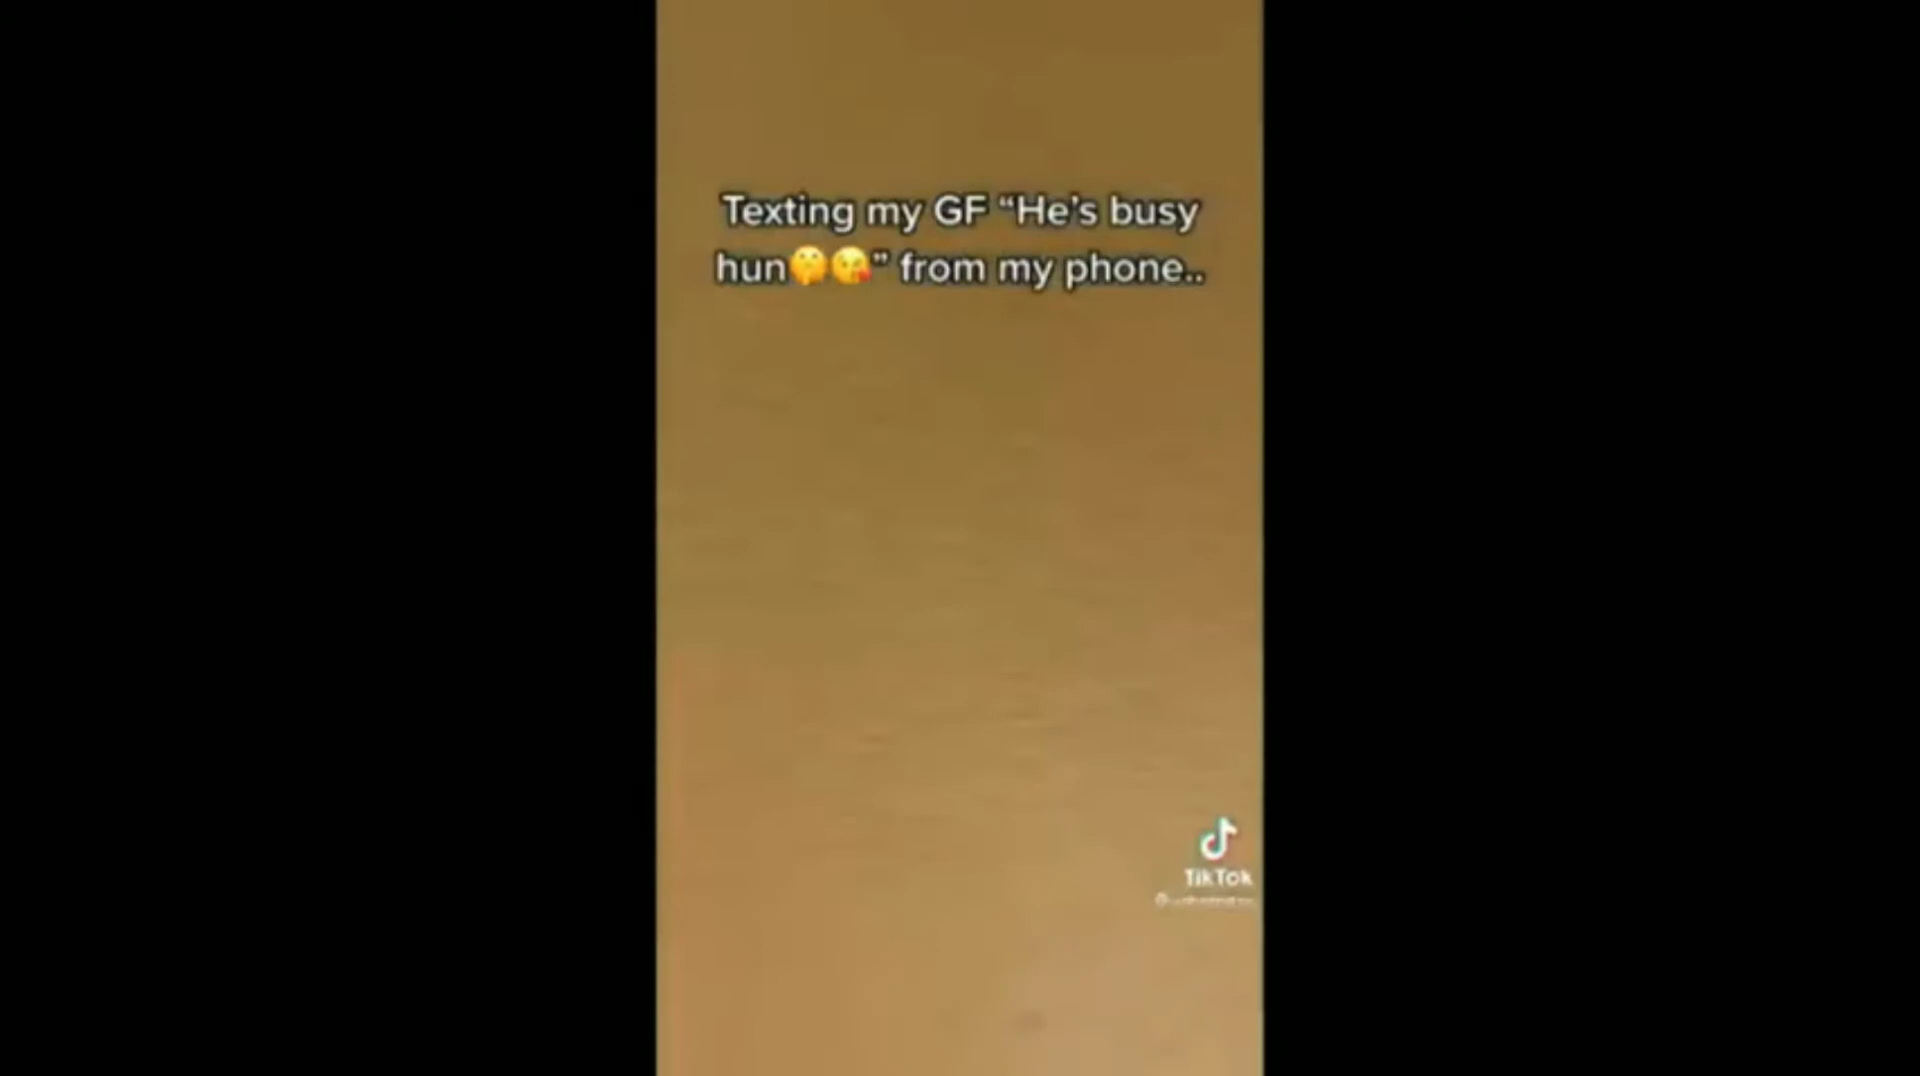 Texting my GF “He’s busy
hun🤫😘” from my phone..
TikTok